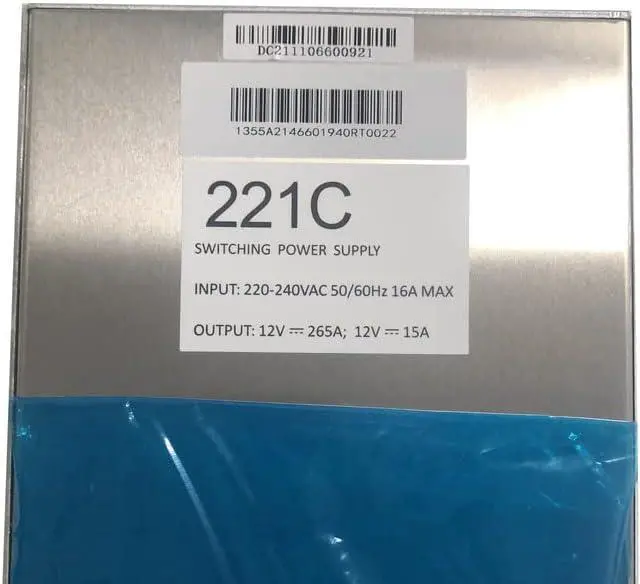 DC211106600921
1355A2146601940RT0022
221C
SWITCHING POWER SUPPLY
INPUT: 220-240VAC 50/60Hz 16A MAX
OUTPUT: 12V ⎓ 265A; 12V ⎓ 15A